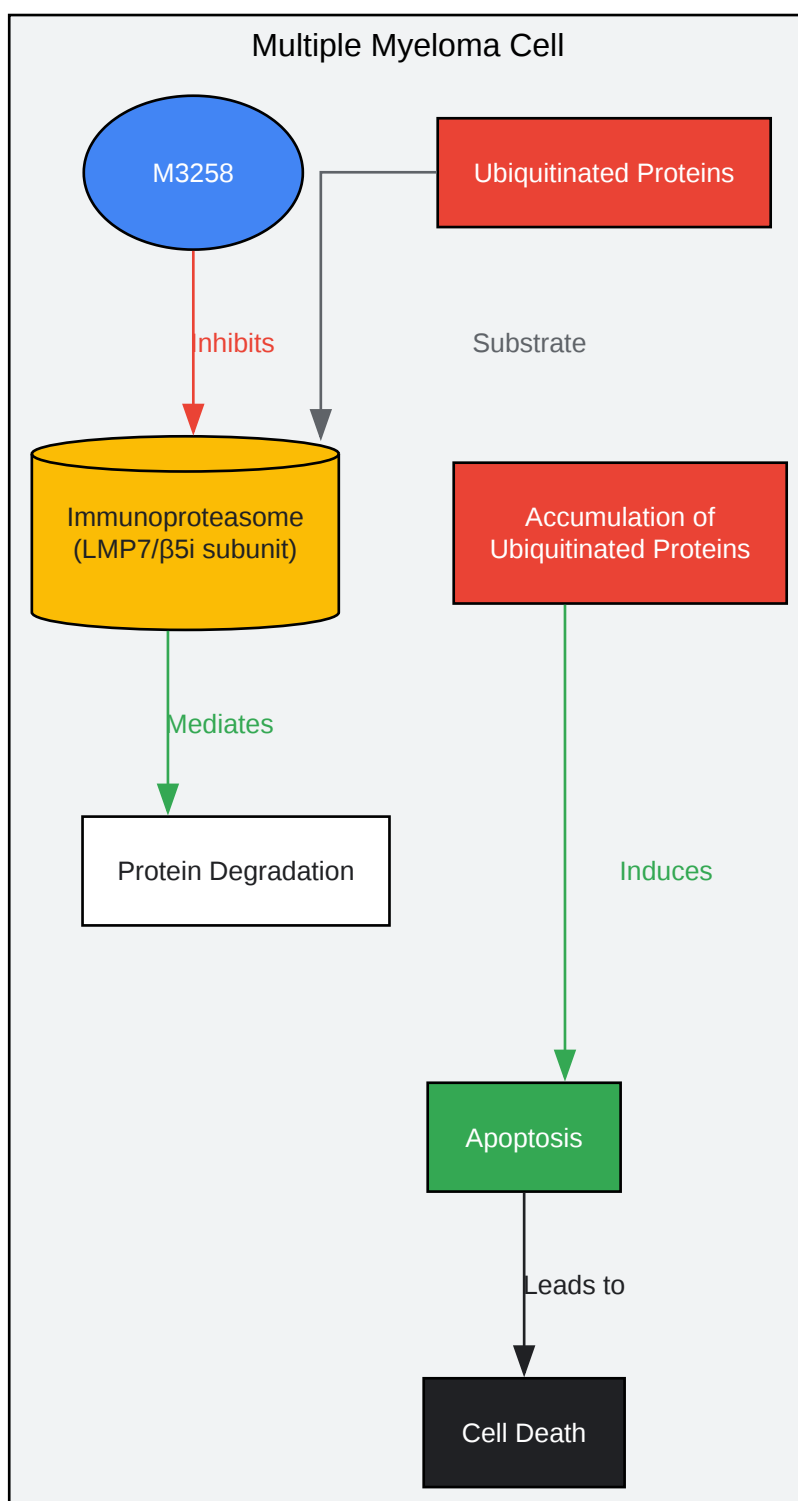 Multiple Myeloma Cell
M3258
Ubiquitinated Proteins
Inhibits
Substrate
Immunoproteasome
(LMP7/β5i subunit)
Accumulation of
Ubiquitinated Proteins
Mediates
Protein Degradation
Induces
Apoptosis
Leads to
Cell Death